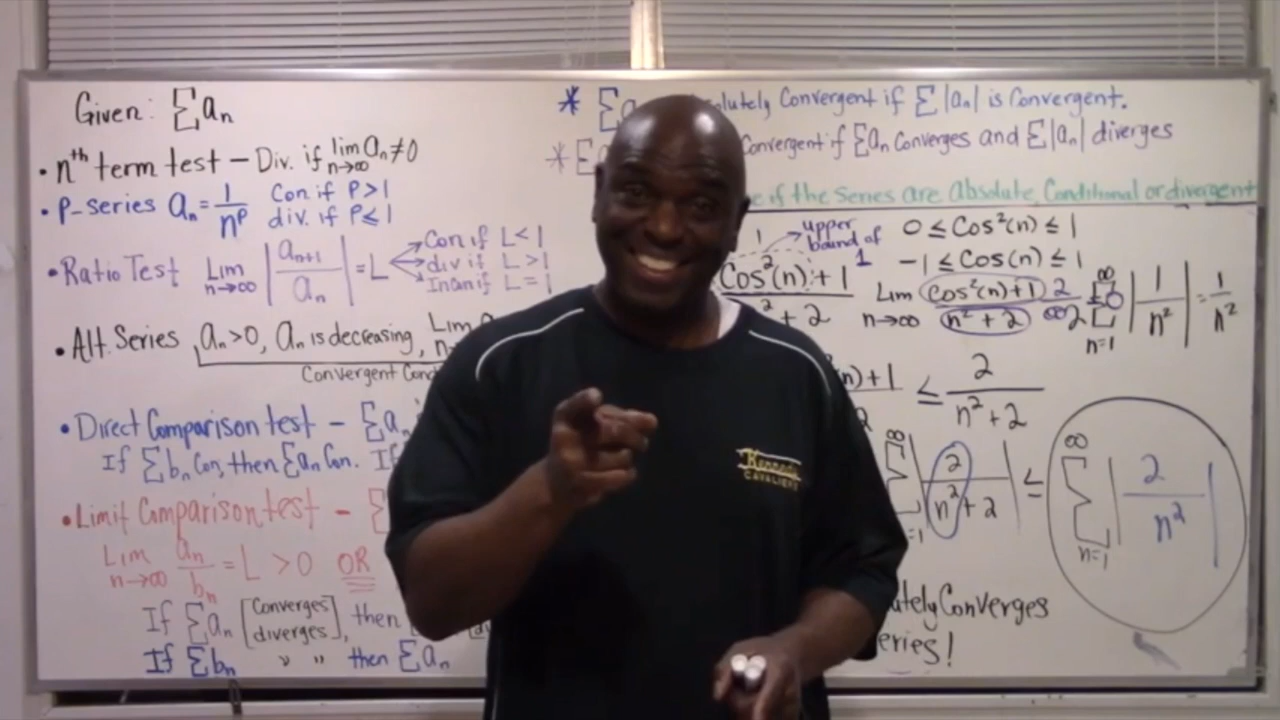 Given: ∑aₙ
• nᵗʰ term test – Div. if lim n→∞ aₙ ≠ 0
• P-series aₙ = 1/nᴾ Con if P > 1
div. if P ≤ 1
• Ratio Test Lim n→∞ |aₙ₊₁/aₙ| = L Con if L < 1
div if L > 1
L = 1
• Alt. Series, aₙ > 0, aₙ is decreasing, Lim
Convergent
• Direct Comparison test – ∑aₙ
If ∑bₙ Con, then ∑aₙ Con. If
• Limit Comparison test – ∑
Lim n→∞ aₙ/bₙ = L > 0 OR
If ∑aₙ [Converges
diverges], then
If ∑bₙ " " then ∑aₙ
* ∑ Convergent if ∑|aₙ| is Convergent.
* ∑ Convergent if ∑aₙ Converges and ∑|aₙ| diverges
if the Series are Absolute Conditional or divergent
1 upper bound of 1
0 ≤ Cos²(n) ≤ 1
−1 ≤ Cos(n) ≤ 1
Cos²(n) + 1
+ 2
Lim n→∞ cos²(n)+1 / n²+2
2/∞
∞ ∑ n=1 |1/n²| = 1/n²
+1 ≤ 2/(n²+2)
∞ ∑ |2/(n²+2)| ≤ ∞ ∑ n=1 |2/n²|
Converges
Kennedy
CAVALIERS